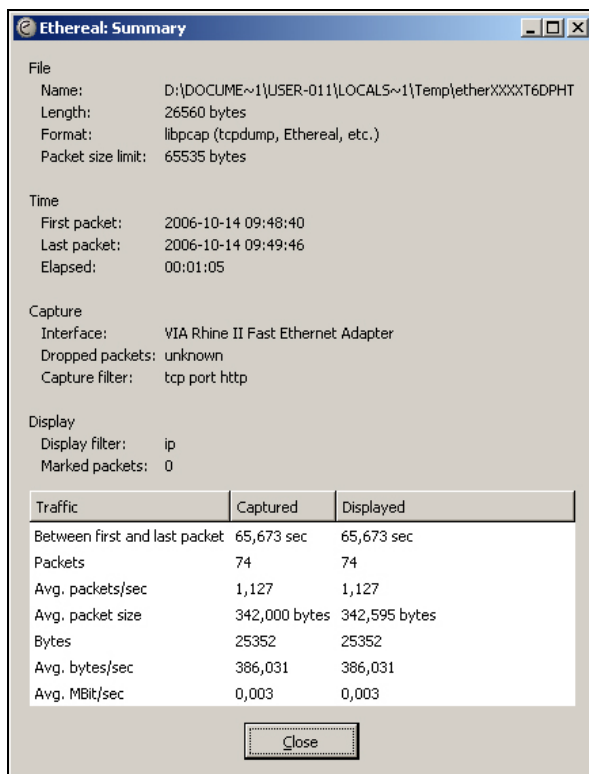 Ethereal: Summary
File
Name: D:\DOCUME~1\USER-011\LOCALS~1\Temp\etherXXXXT6DPHT
Length: 26560 bytes
Format: libpcap (tcpdump, Ethereal, etc.)
Packet size limit: 65535 bytes
Time
First packet: 2006-10-14 09:48:40
Last packet: 2006-10-14 09:49:46
Elapsed: 00:01:05
Capture
Interface: VIA Rhine II Fast Ethernet Adapter
Dropped packets: unknown
Capture filter: tcp port http
Display
Display filter: ip
Marked packets: 0
Traffic Captured Displayed
Between first and last packet 65,673 sec 65,673 sec
Packets 74 74
Avg. packets/sec 1,127 1,127
Avg. packet size 342,000 bytes 342,595 bytes
Bytes 25352 25352
Avg. bytes/sec 386,031 386,031
Avg. MBit/sec 0,003 0,003
Close